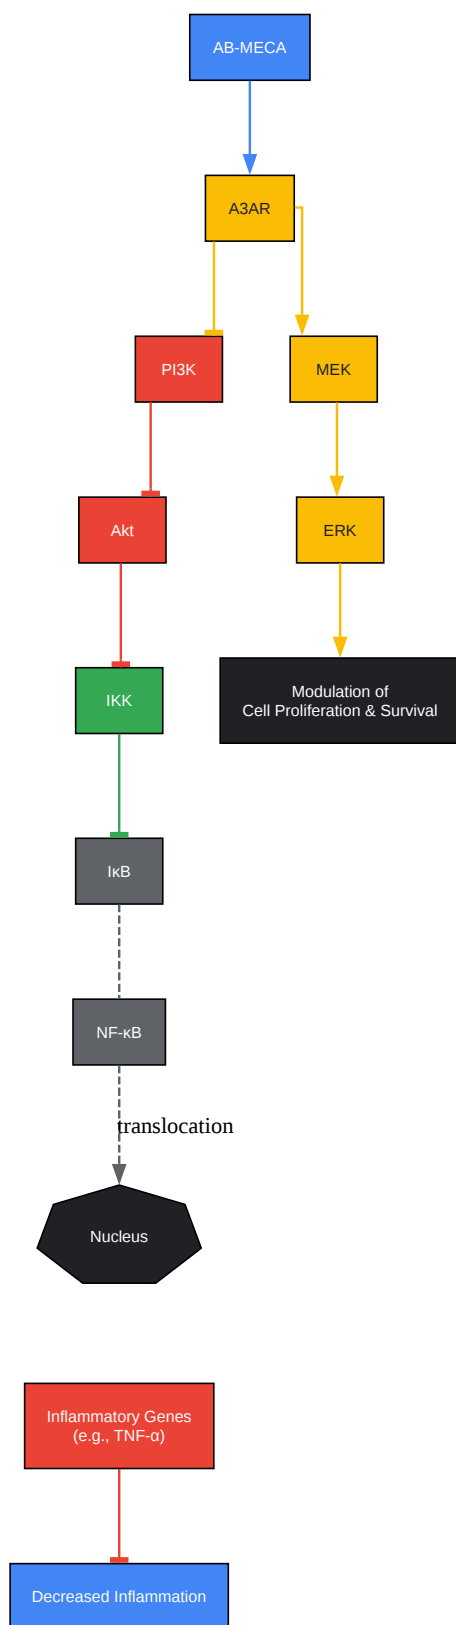 AB-MECA
A3AR
PI3K
MEK
Akt
ERK
IKK
Modulation of
Cell Proliferation & Survival
IκB
NF-κB
translocation
Nucleus
Inflammatory Genes
(e.g., TNF-α)
Decreased Inflammation